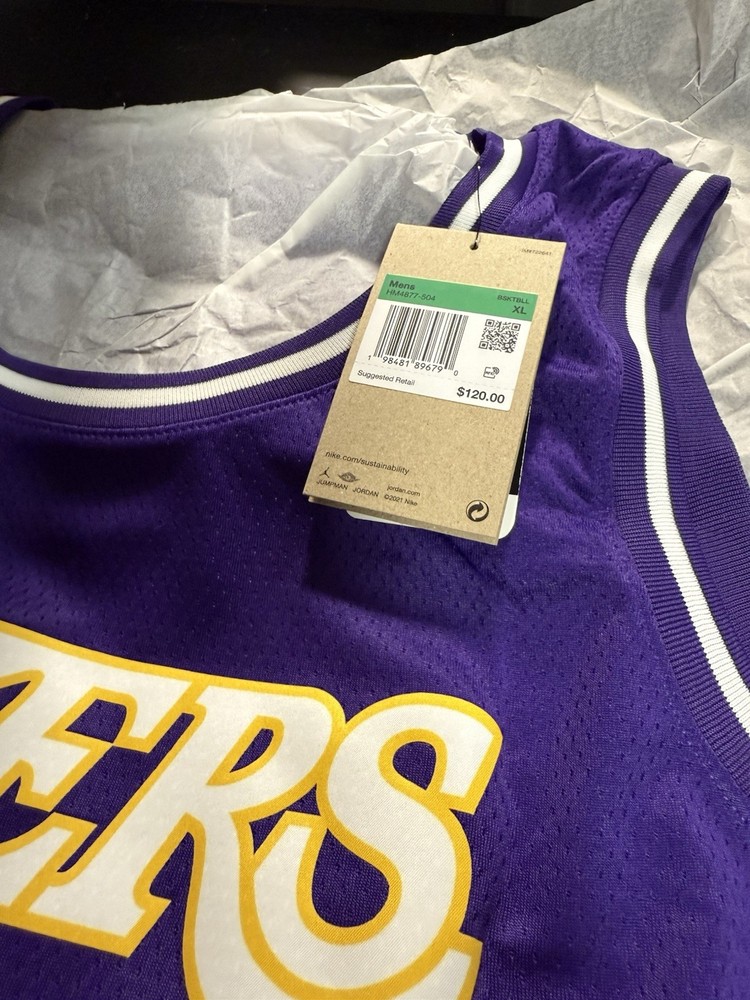 Mens
HM4877-504
BSKTBLL
XL
1 98481 89679 0
Suggested Retail
$120.00
nike.com/sustainability
JUMPMAN JORDAN jordan.com
©2021 Nike
ERS